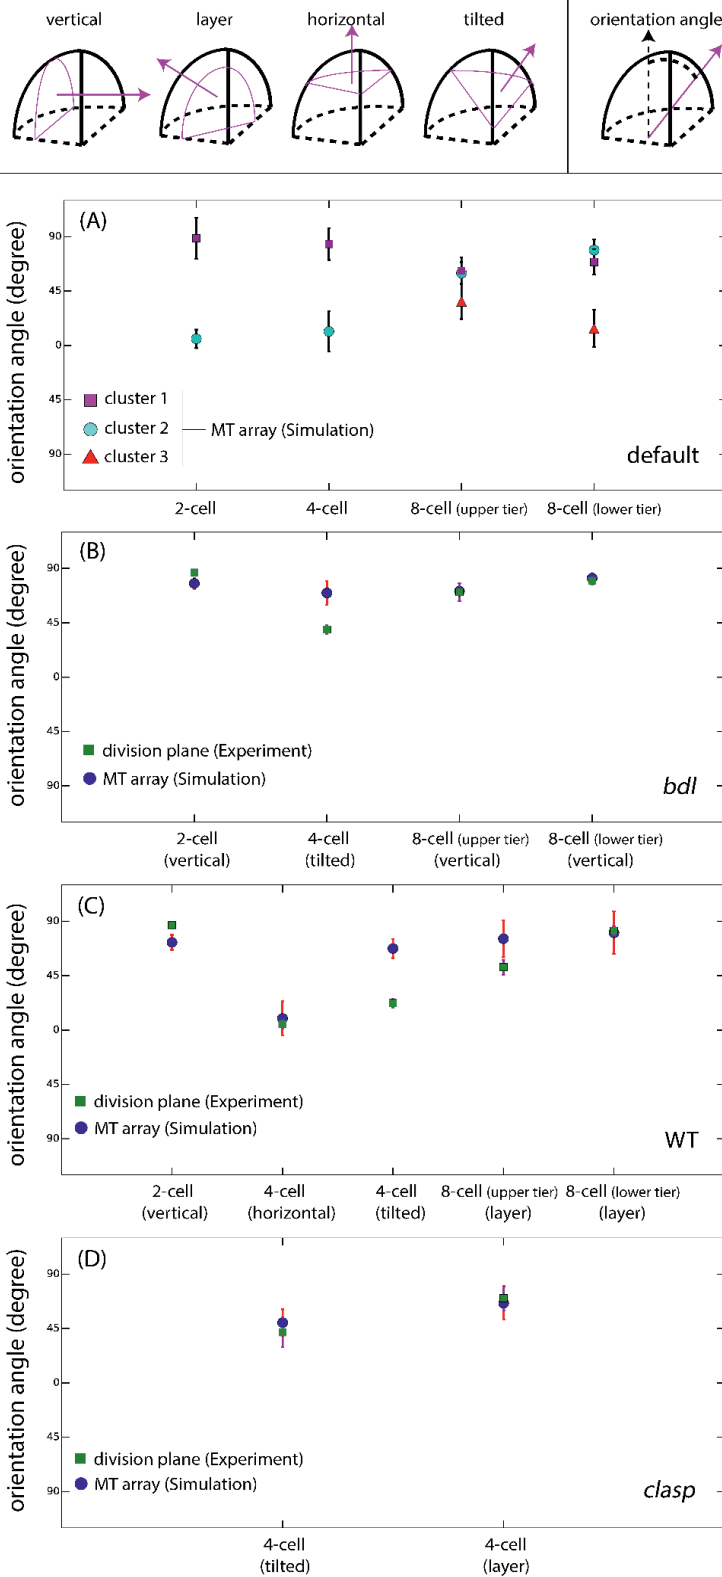 vertical layer horizontal tilted orientation angle
(A)
orientation angle (degree)
90
45
0
45
90
cluster 1
cluster 2
cluster 3
MT array (Simulation)
default
2-cell 4-cell 8-cell (upper tier) 8-cell (lower tier)
(B)
orientation angle (degree)
90
45
0
45
90
division plane (Experiment)
MT array (Simulation)
bdl
2-cell 4-cell 8-cell (upper tier) 8-cell (lower tier)
(vertical) (tilted) (vertical) (vertical)
(C)
orientation angle (degree)
90
45
0
45
90
division plane (Experiment)
MT array (Simulation)
WT
2-cell 4-cell 4-cell 8-cell (upper tier) 8-cell (lower tier)
(vertical) (horizontal) (tilted) (layer) (layer)
(D)
orientation angle (degree)
90
45
0
45
90
division plane (Experiment)
MT array (Simulation)
clasp
4-cell 4-cell
(tilted) (layer)